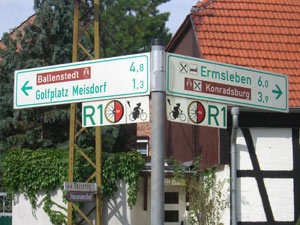 Ballenstedt 4,8
Golfplatz Meisdorf 1,3
R1
Ermsleben 6,0
Konradsburg 3,9
R1